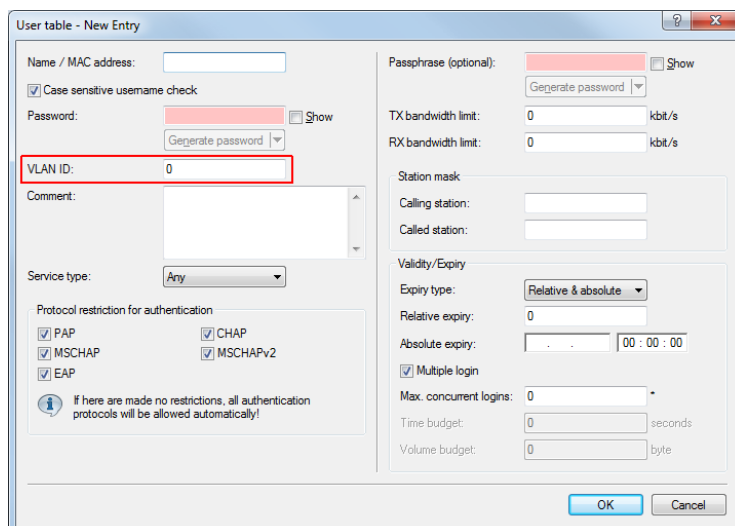 User table - New Entry
Name / MAC address:
Case sensitive username check
Password:
Show
Generate password
VLAN ID:
0
Comment:
Service type:
Any
Protocol restriction for authentication
PAP
CHAP
MSCHAP
MSCHAPv2
EAP
If here are made no restrictions, all authentication
protocols will be allowed automatically!
Passphrase (optional):
Show
Generate password
TX bandwidth limit:
0
kbit/s
RX bandwidth limit:
0
kbit/s
Station mask
Calling station:
Called station:
Validity/Expiry
Expiry type:
Relative & absolute
Relative expiry:
0
Absolute expiry:
. .
00 : 00 : 00
Multiple login
Max. concurrent logins:
0
*
Time budget:
0
seconds
Volume budget:
0
byte
OK
Cancel